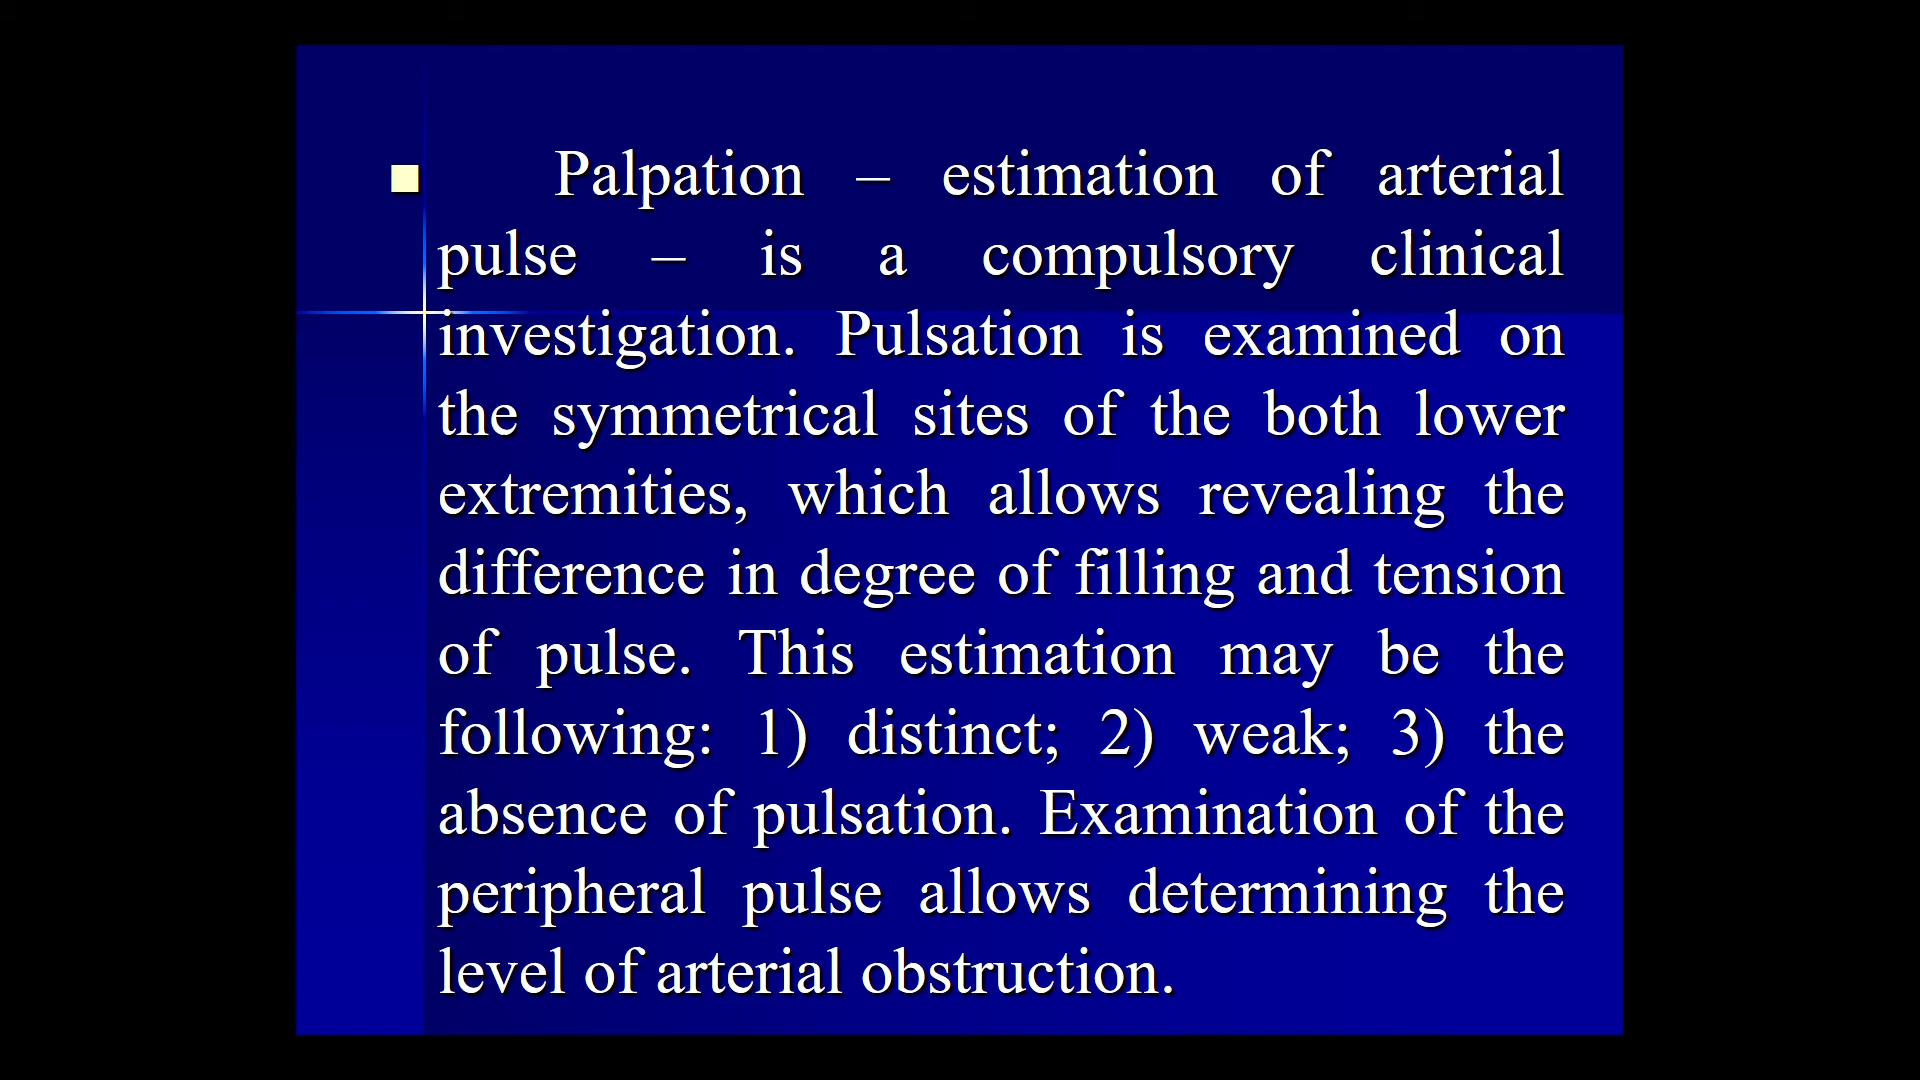 Palpation – estimation of arterial
pulse – is a compulsory clinical
investigation. Pulsation is examined on
the symmetrical sites of the both lower
extremities, which allows revealing the
difference in degree of filling and tension
of pulse. This estimation may be the
following: 1) distinct; 2) weak; 3) the
absence of pulsation. Examination of the
peripheral pulse allows determining the
level of arterial obstruction.